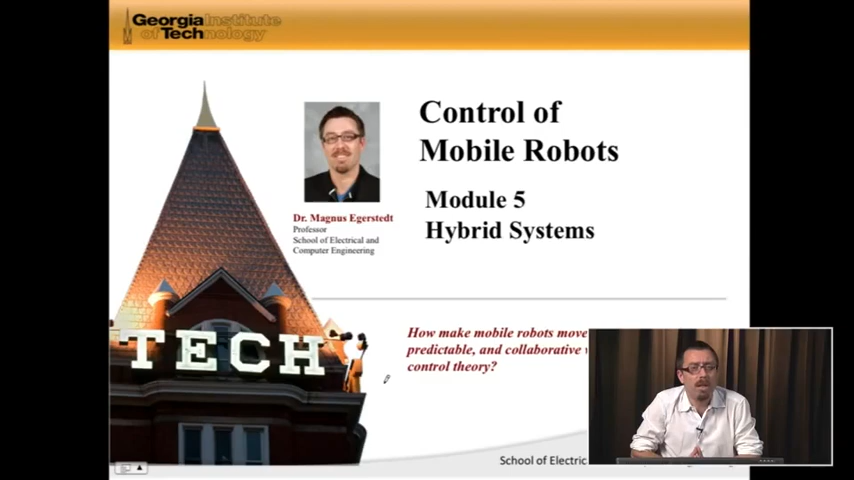 Georgia Institute
of Technology
Control of
Mobile Robots
Module 5
Hybrid Systems
Dr. Magnus Egerstedt
Professor
School of Electrical and
Computer Engineering
TECH
How make mobile robots move
predictable, and collaborative
control theory?
School of Electric